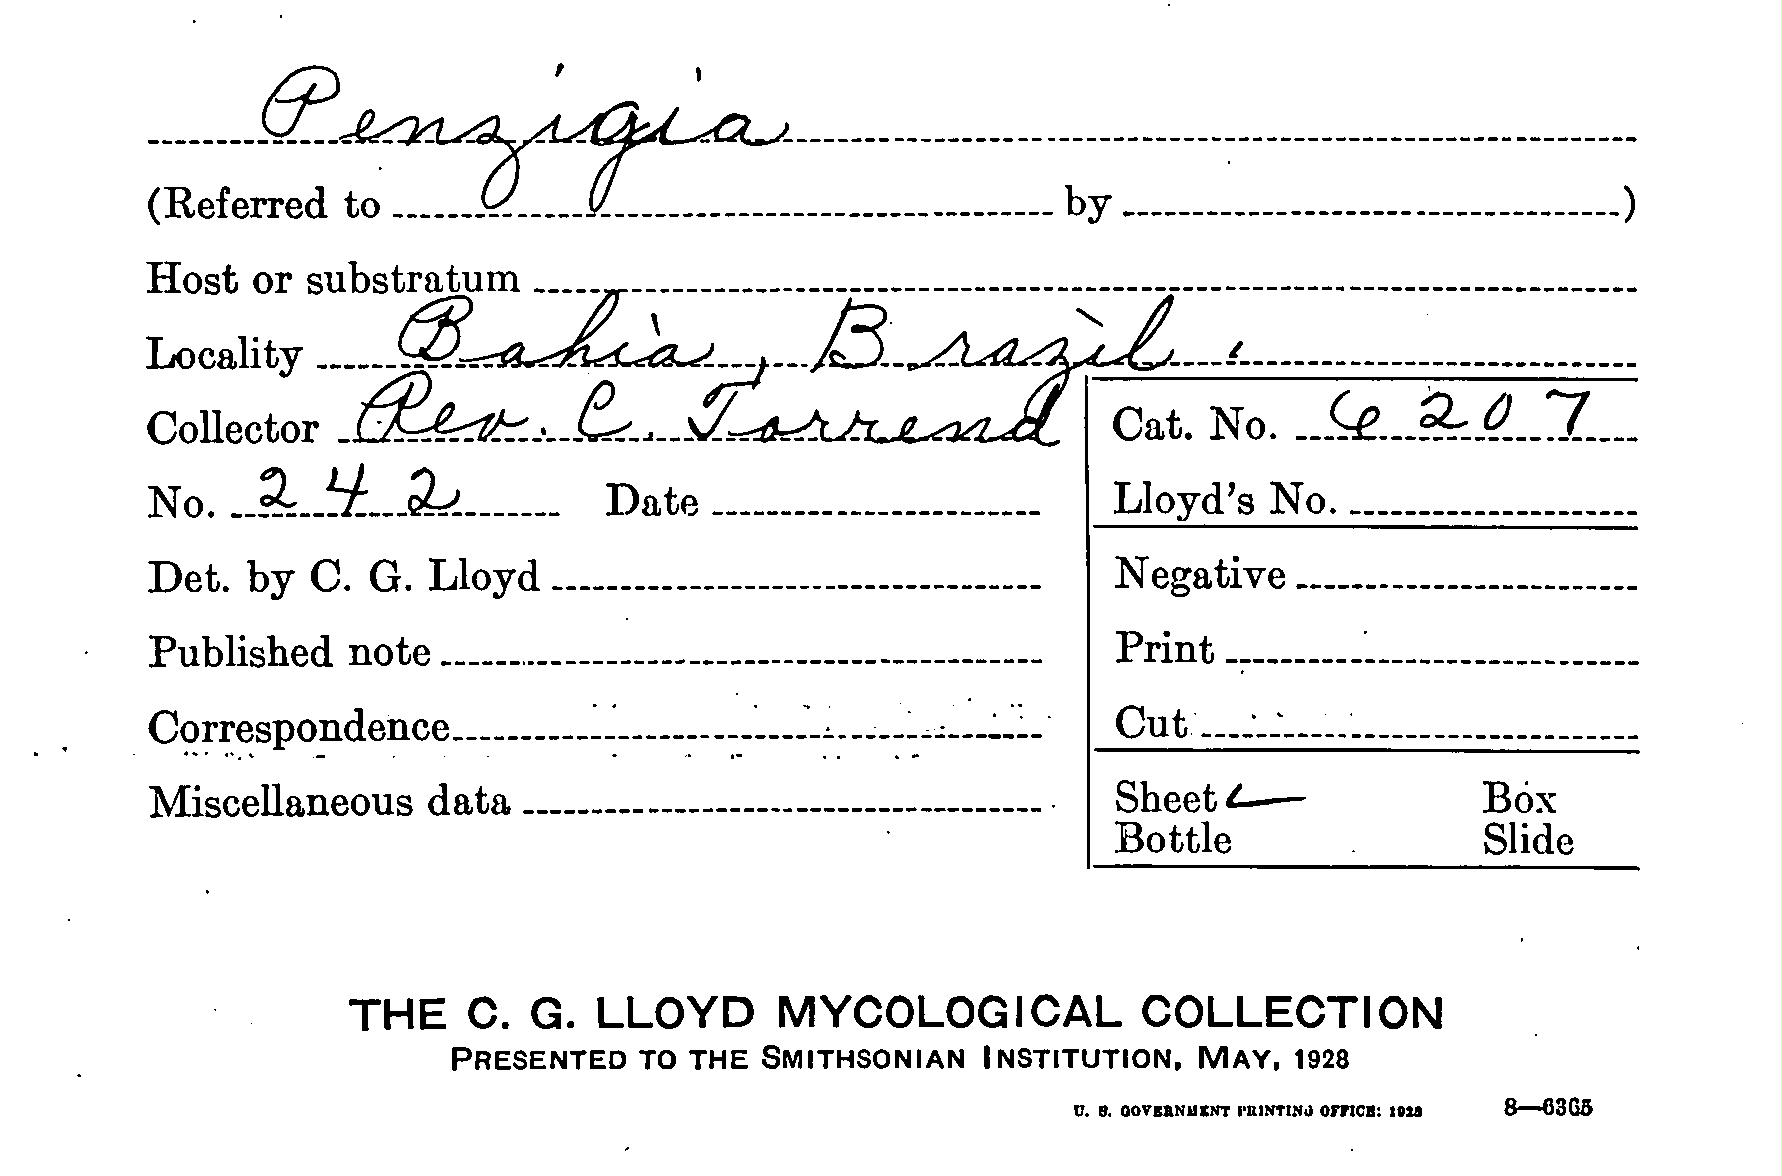 Penzigia
(Referred to by )
Host or substratum
Locality Bahia, Brazil.
Collector Rev. C. Torrend
Cat. No. 6207
No. 242 Date
Lloyd's No.
Det. by C. G. Lloyd
Negative
Published note
Print
Correspondence
Cut
Miscellaneous data
Sheet Box
Bottle Slide
THE C. G. LLOYD MYCOLOGICAL COLLECTION
PRESENTED TO THE SMITHSONIAN INSTITUTION, MAY, 1928
U. S. GOVERNMENT PRINTING OFFICE: 1928 8—6365